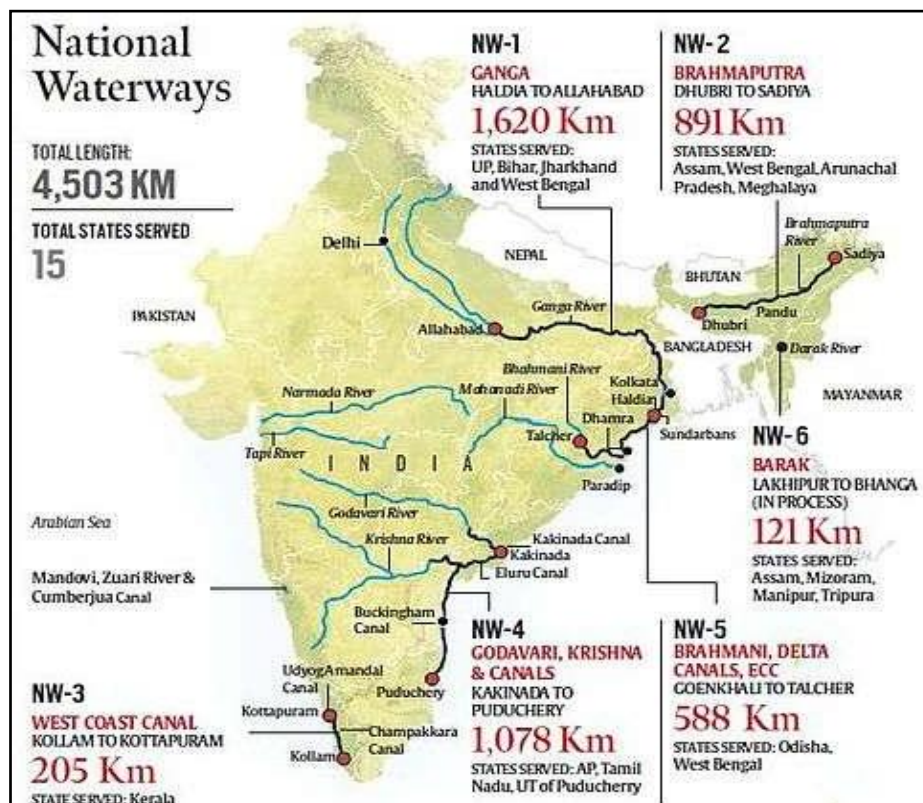 National
Waterways
TOTAL LENGTH:
4,503 KM
TOTAL STATES SERVED
15
NW-1
GANGA
HALDIA TO ALLAHABAD
1,620 Km
STATES SERVED:
UP, Bihar, Jharkhand
and West Bengal
NW-2
BRAHMAPUTRA
DHUBRI TO SADIYA
891 Km
STATES SERVED:
Assam, West Bengal, Arunachal
Pradesh, Meghalaya
Brahmaputra
River
Sadiya
Delhi
NEPAL
BHUTAN
PAKISTAN
Ganga River
Pandu
Dhubri
Allahabad
BANGLADESH
Darak River
Bhahmani River
Kolkata
Narmada River
Mahanadi River
Haldia
MAYANMAR
Dhamra
Talcher
Sundarbans
Tapi River
INDIA
Paradip
NW-6
BARAK
LAKHIPUR TO BHANGA
(IN PROCESS)
121 Km
STATES SERVED:
Assam, Mizoram,
Manipur, Tripura
Arabian Sea
Godavari River
Krishna River
Kakinada Canal
Kakinada
Eluru Canal
Mandovi, Zuari River &
Cumberjua Canal
Buckingham
Canal
NW-4
GODAVARI, KRISHNA
& CANALS
KAKINADA TO
PUDUCHERY
1,078 Km
STATES SERVED: AP, Tamil
Nadu, UT of Puducherry
NW-5
BRAHMANI, DELTA
CANALS, ECC
GOENKHALI TO TALCHER
588 Km
STATES SERVED: Odisha,
West Bengal
Udyog Amandal
Canal
Puduchery
Kottapuram
Champakkara
Canal
Kollam
NW-3
WEST COAST CANAL
KOLLAM TO KOTTAPURAM
205 Km
STATE SERVED: Kerala